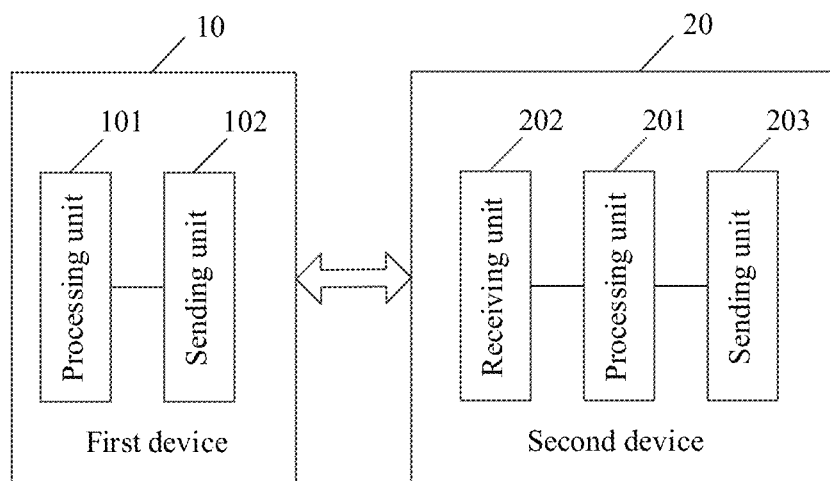 10
20
101
102
202
201
203
Processing unit
Sending unit
Receiving unit
Processing unit
Sending unit
First device
Second device